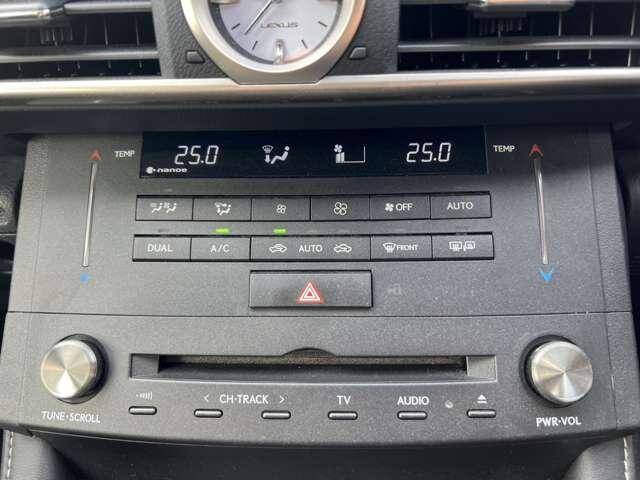 LEXUS
TEMP 25.0 25.0 TEMP
nanoe
OFF AUTO
DUAL A/C AUTO FRONT
CH·TRACK TV AUDIO
TUNE·SCROLL PWR·VOL